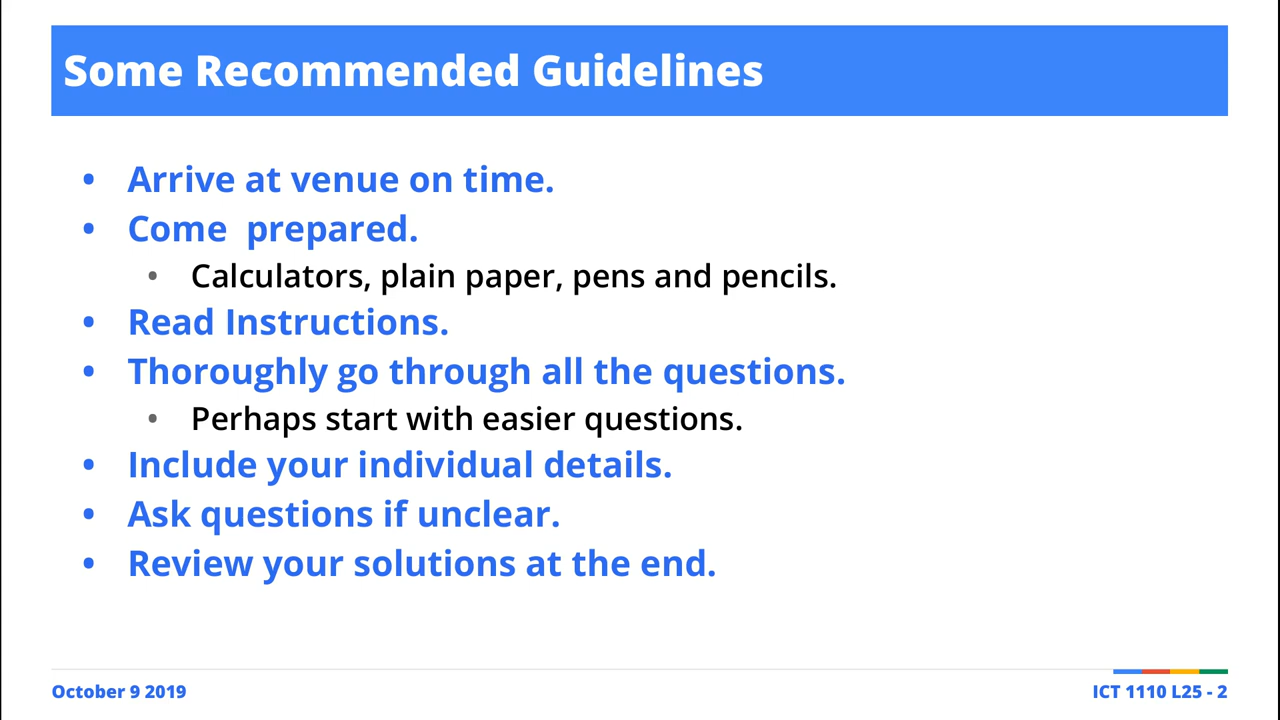 Some Recommended Guidelines
• Arrive at venue on time.
• Come  prepared.
• Calculators, plain paper, pens and pencils.
• Read Instructions.
• Thoroughly go through all the questions.
• Perhaps start with easier questions.
• Include your individual details.
• Ask questions if unclear.
• Review your solutions at the end.
October 9 2019
ICT 1110 L25 - 2